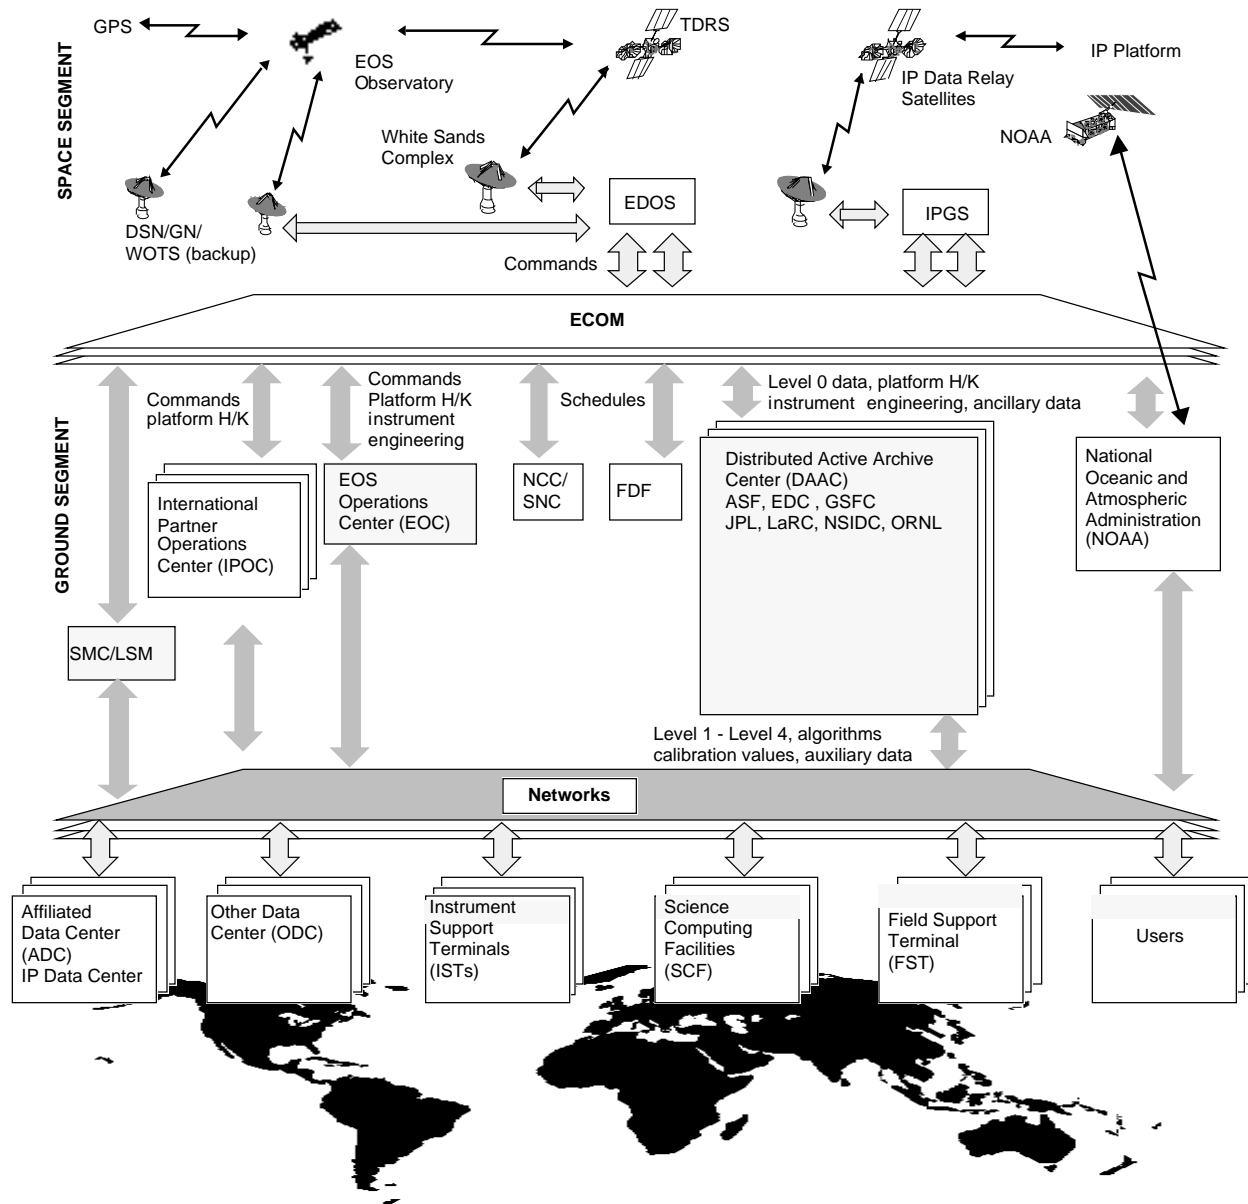 GPS
EOS
Observatory
TDRS
IP Data Relay
Satellites
IP Platform
NOAA
SPACE SEGMENT
White Sands
Complex
EDOS
IPGS
DSN/GN/
WOTS (backup)
Commands
ECOM
GROUND SEGMENT
Commands
platform H/K
Commands
Platform H/K
instrument
engineering
Schedules
Level 0 data, platform H/K
instrument engineering, ancillary data
International
Partner
Operations
Center (IPOC)
EOS
Operations
Center (EOC)
NCC/
SNC
FDF
Distributed Active Archive
Center (DAAC)
ASF, EDC , GSFC
JPL, LaRC, NSIDC, ORNL
National
Oceanic and
Atmospheric
Administration
(NOAA)
SMC/LSM
Level 1 - Level 4, algorithms
calibration values, auxiliary data
Networks
Affiliated
Data Center
(ADC)
IP Data Center
Other Data
Center (ODC)
Instrument
Support
Terminals
(ISTs)
Science
Computing
Facilities
(SCF)
Field Support
Terminal
(FST)
Users